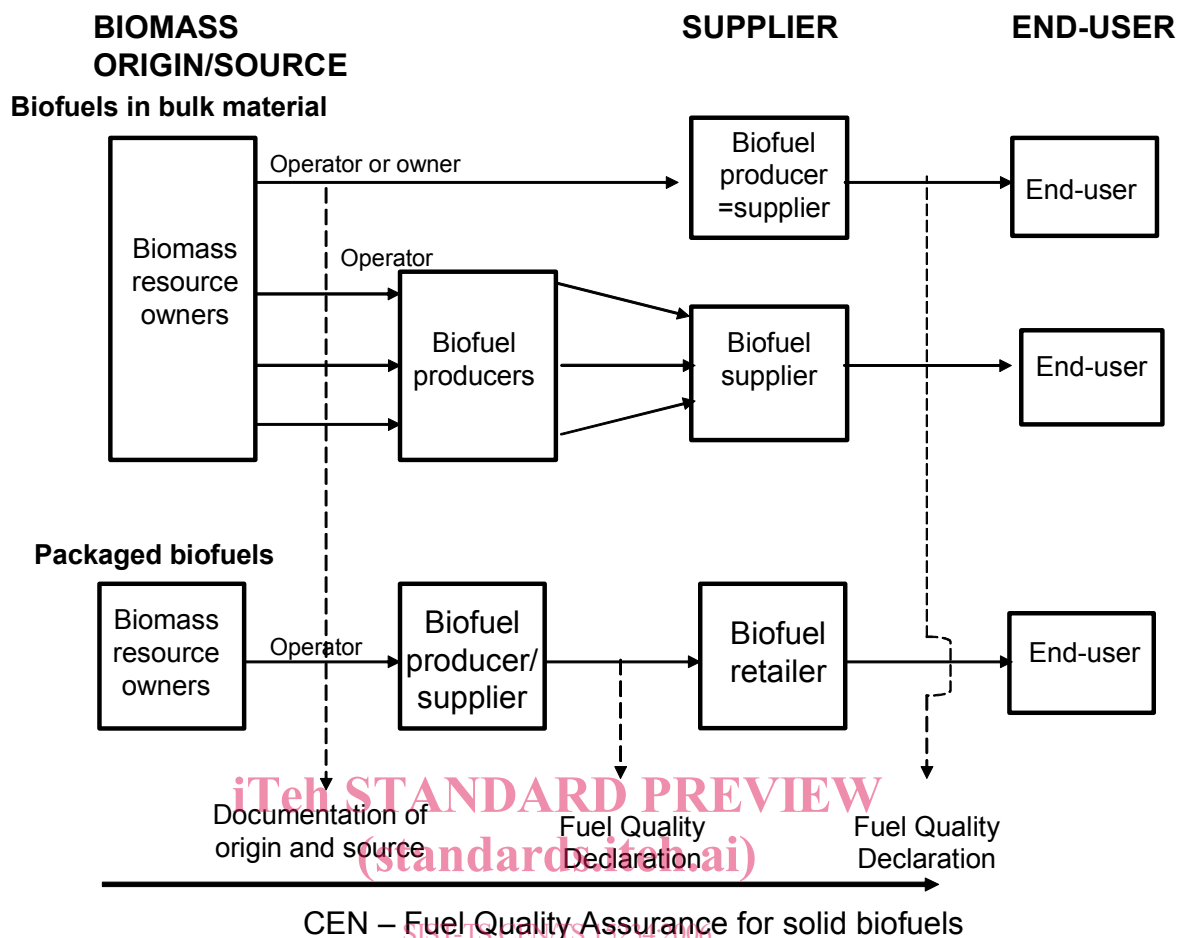 BIOMASS
ORIGIN/SOURCE
SUPPLIER
END-USER
Biofuels in bulk material
Biomass
resource
owners
Operator or owner
Biofuel
producer
=supplier
End-user
Operator
Biofuel
producers
Biofuel
supplier
End-user
Packaged biofuels
Biomass
resource
owners
Operator
Biofuel
producer/
supplier
Biofuel
retailer
End-user
iTeh STANDARD PREVIEW
(standards.iteh.ai)
Documentation of
origin and source
Fuel Quality
Declaration
Fuel Quality
Declaration
CEN – Fuel Quality Assurance for solid biofuels